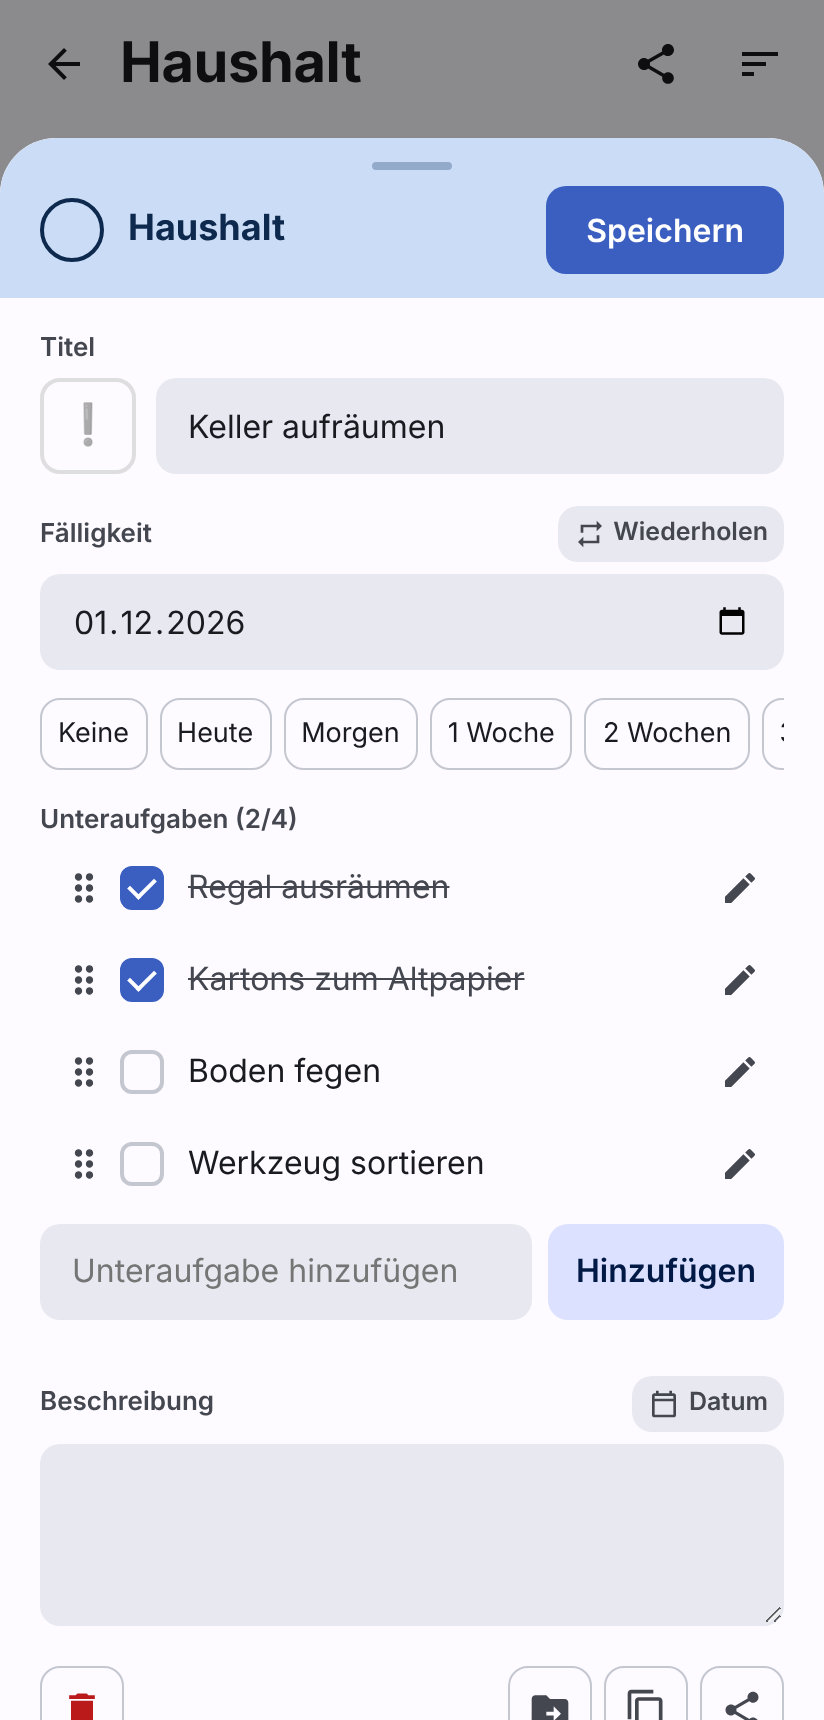 Haushalt
Haushalt
Speichern
Titel
Keller aufräumen
Fälligkeit
Wiederholen
01.12.2026
Keine
Heute
Morgen
1 Woche
2 Wochen
Unteraufgaben (2/4)
Regal ausräumen
Kartons zum Altpapier
Boden fegen
Werkzeug sortieren
Unteraufgabe hinzufügen
Hinzufügen
Beschreibung
Datum